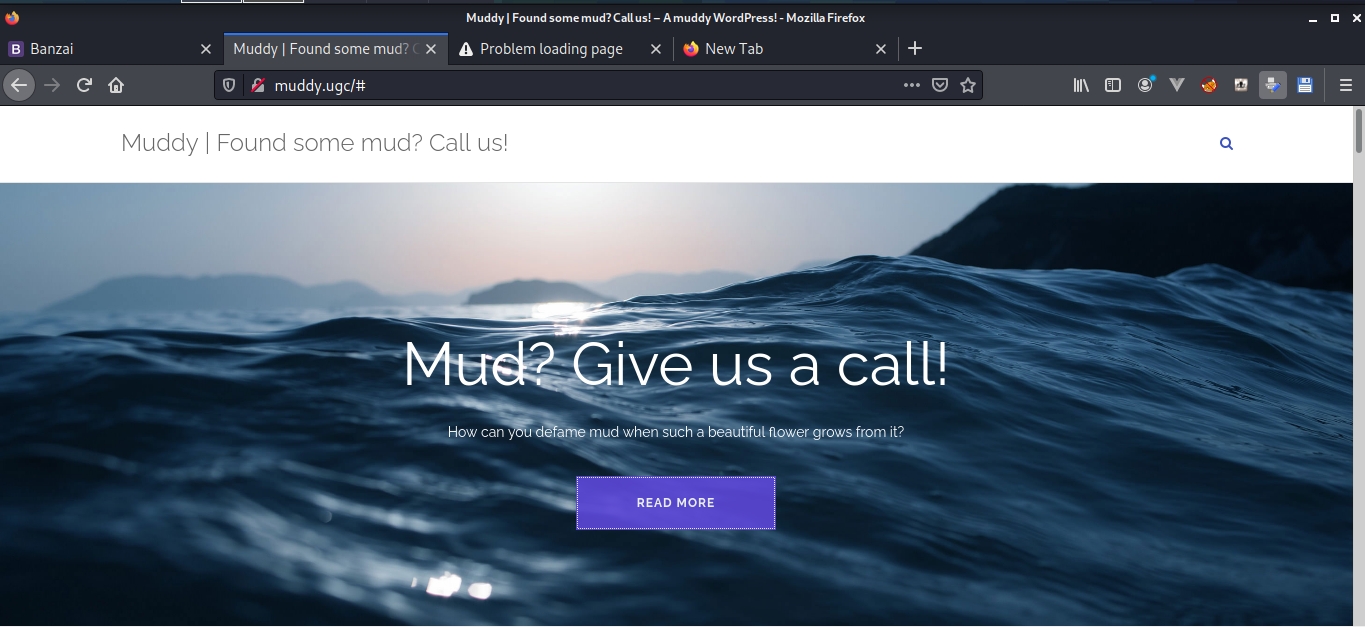 Muddy | Found some mud? Call us! – A muddy WordPress! - Mozilla Firefox
B Banzai
Muddy | Found some mud? C
Problem loading page
New Tab
muddy.ugc/#
Muddy | Found some mud? Call us!
Mud? Give us a call!
How can you defame mud when such a beautiful flower grows from it?
READ MORE